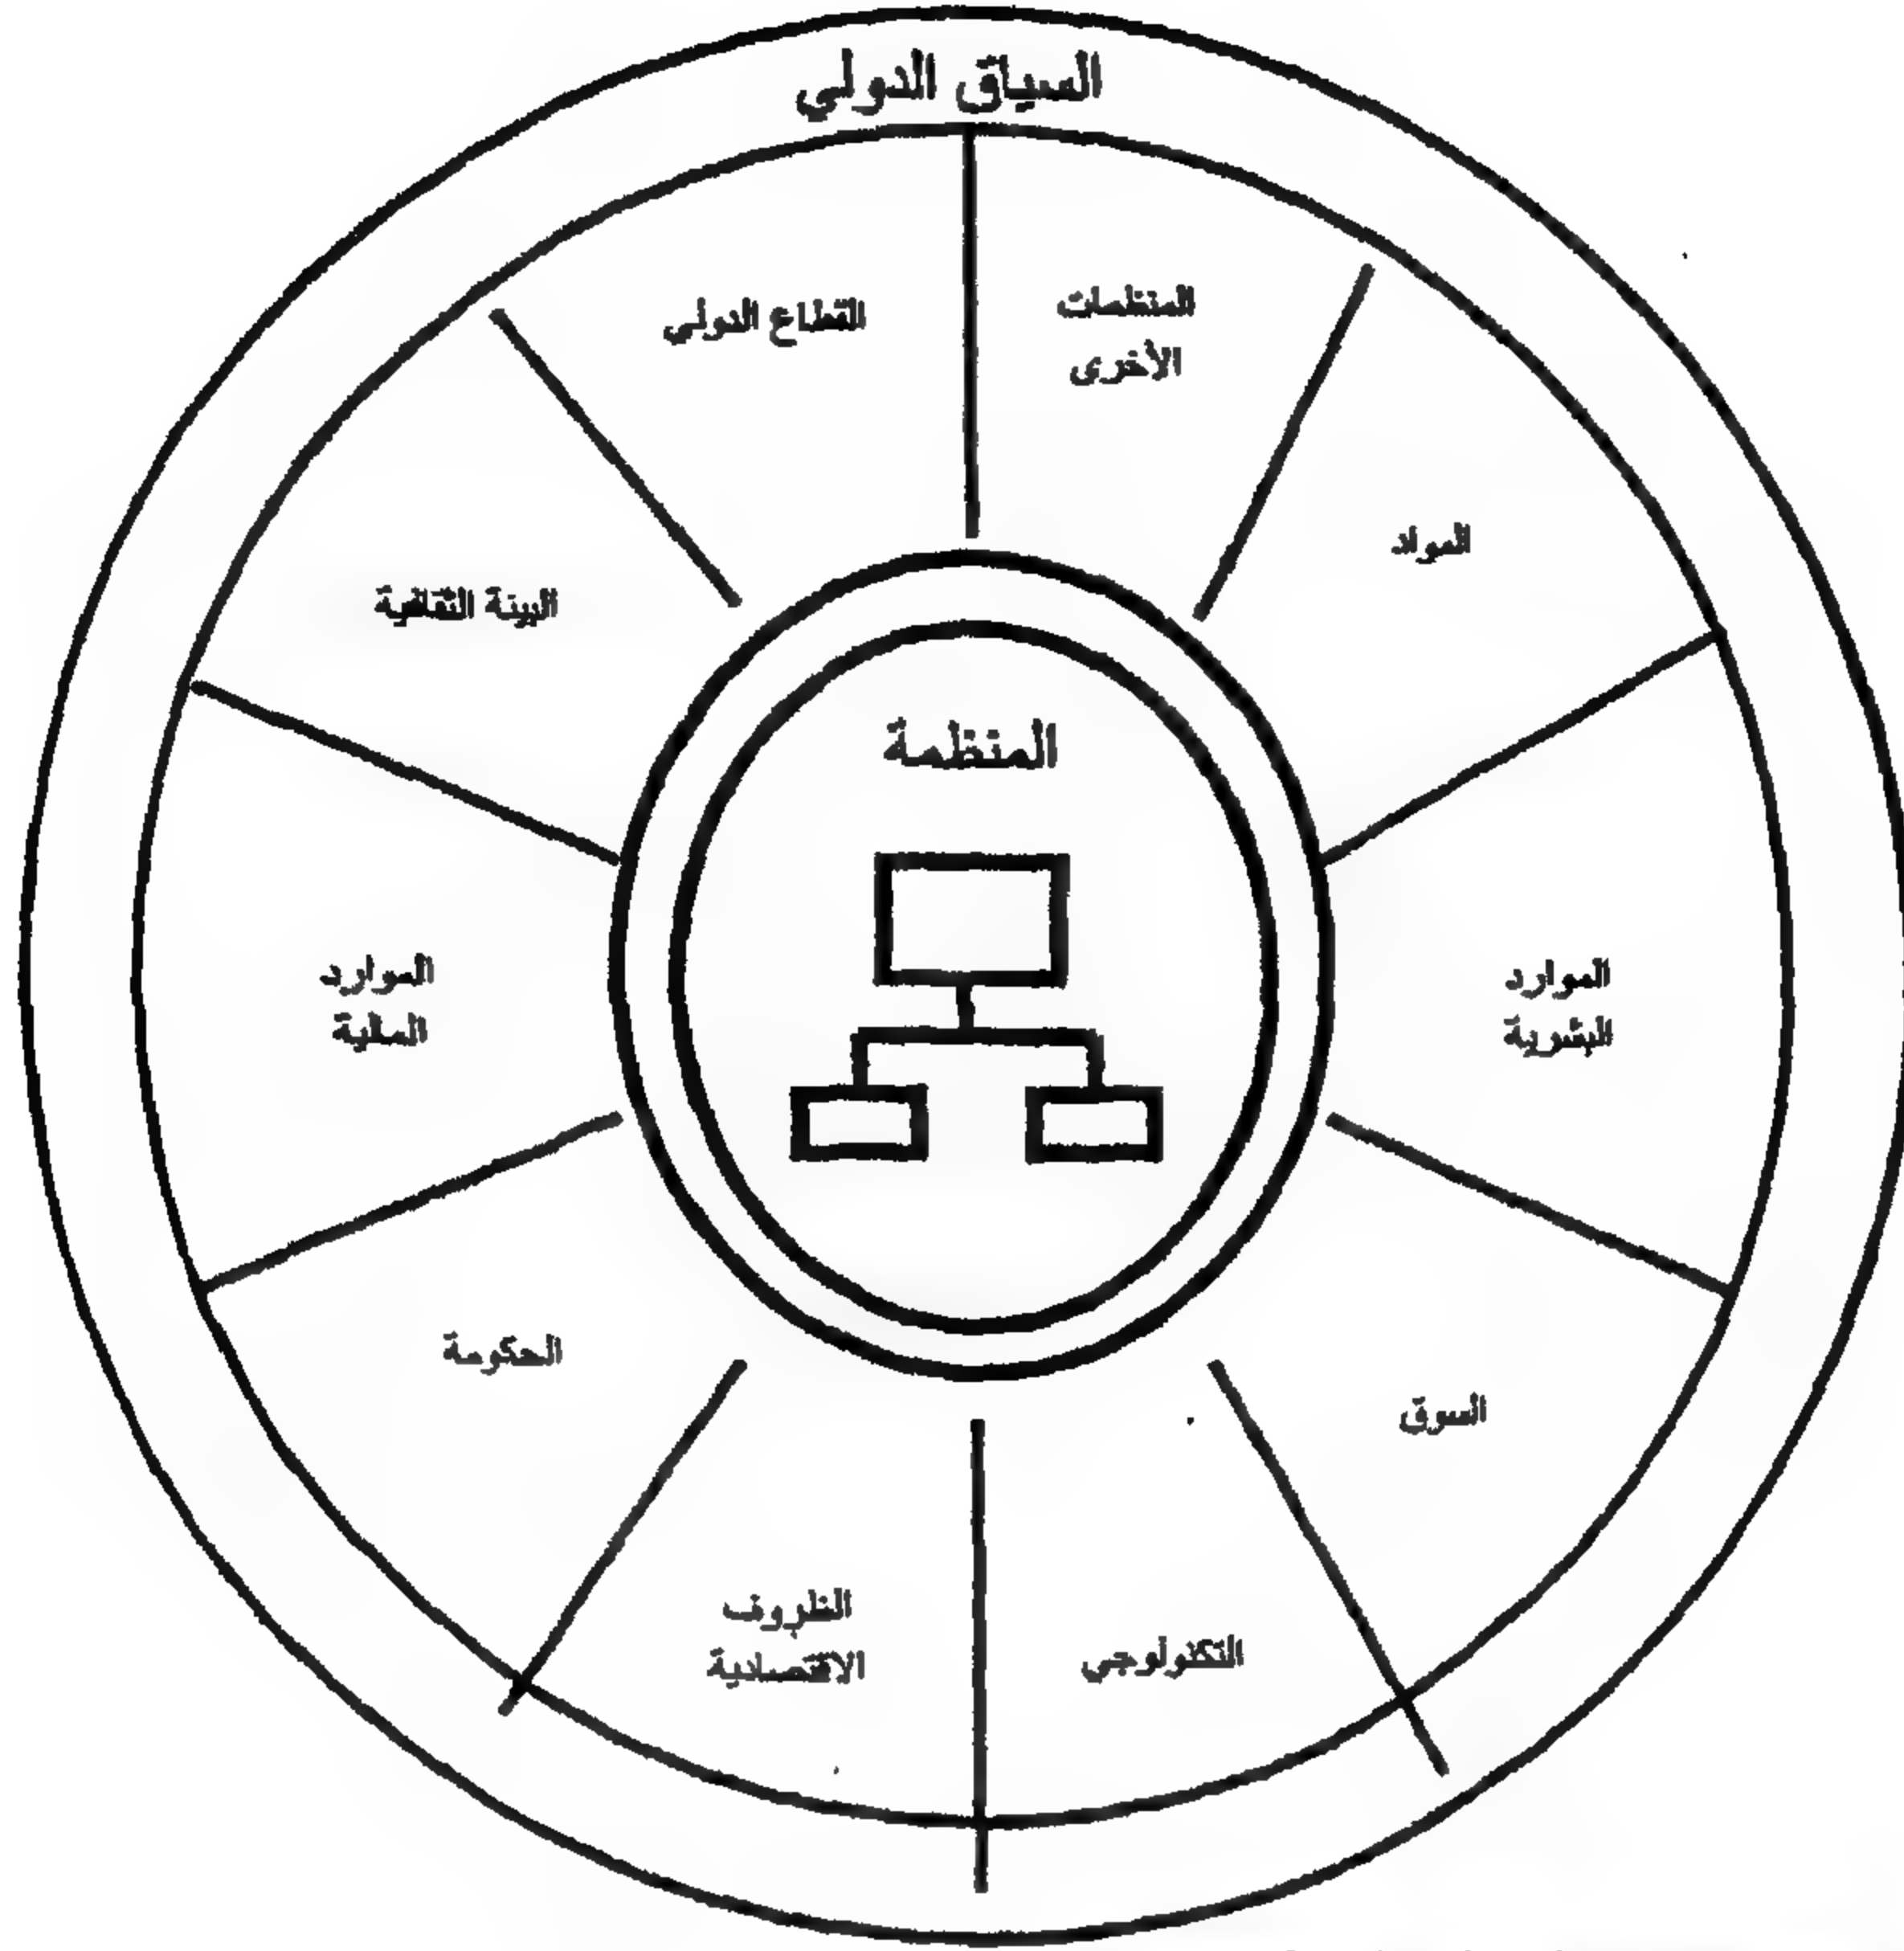 السياق الدولي
المنظمات
الأخرى
القطاع الدولي
المواد
البيئة الثقافية
المنظمة
الموارد
البشرية
الموارد
المالية
الحكومة
السوق
الظروف
الاقتصادية
التكنولوجي